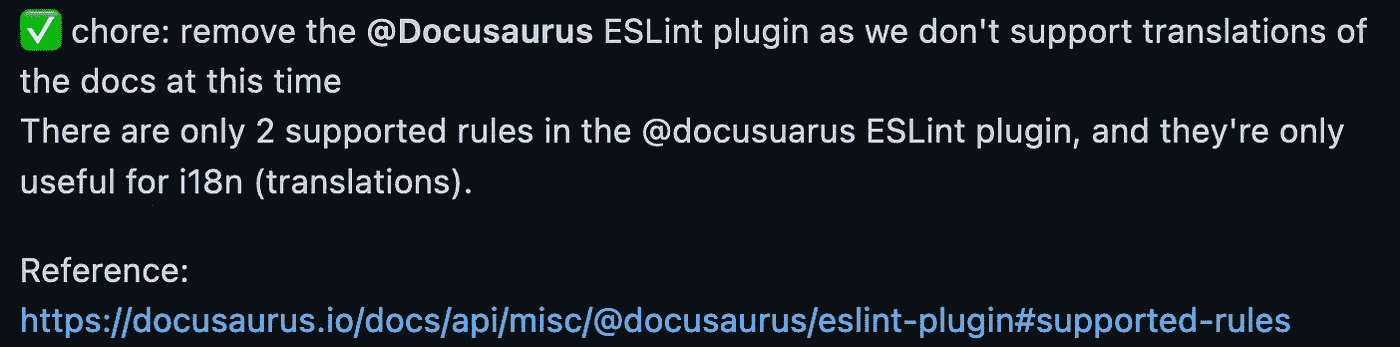 ✅ chore: remove the @Docusaurus ESLint plugin as we don't support translations of
the docs at this time
There are only 2 supported rules in the @docusuarus ESLint plugin, and they're only
useful for i18n (translations).
Reference:
https://docusaurus.io/docs/api/misc/@docusaurus/eslint-plugin#supported-rules